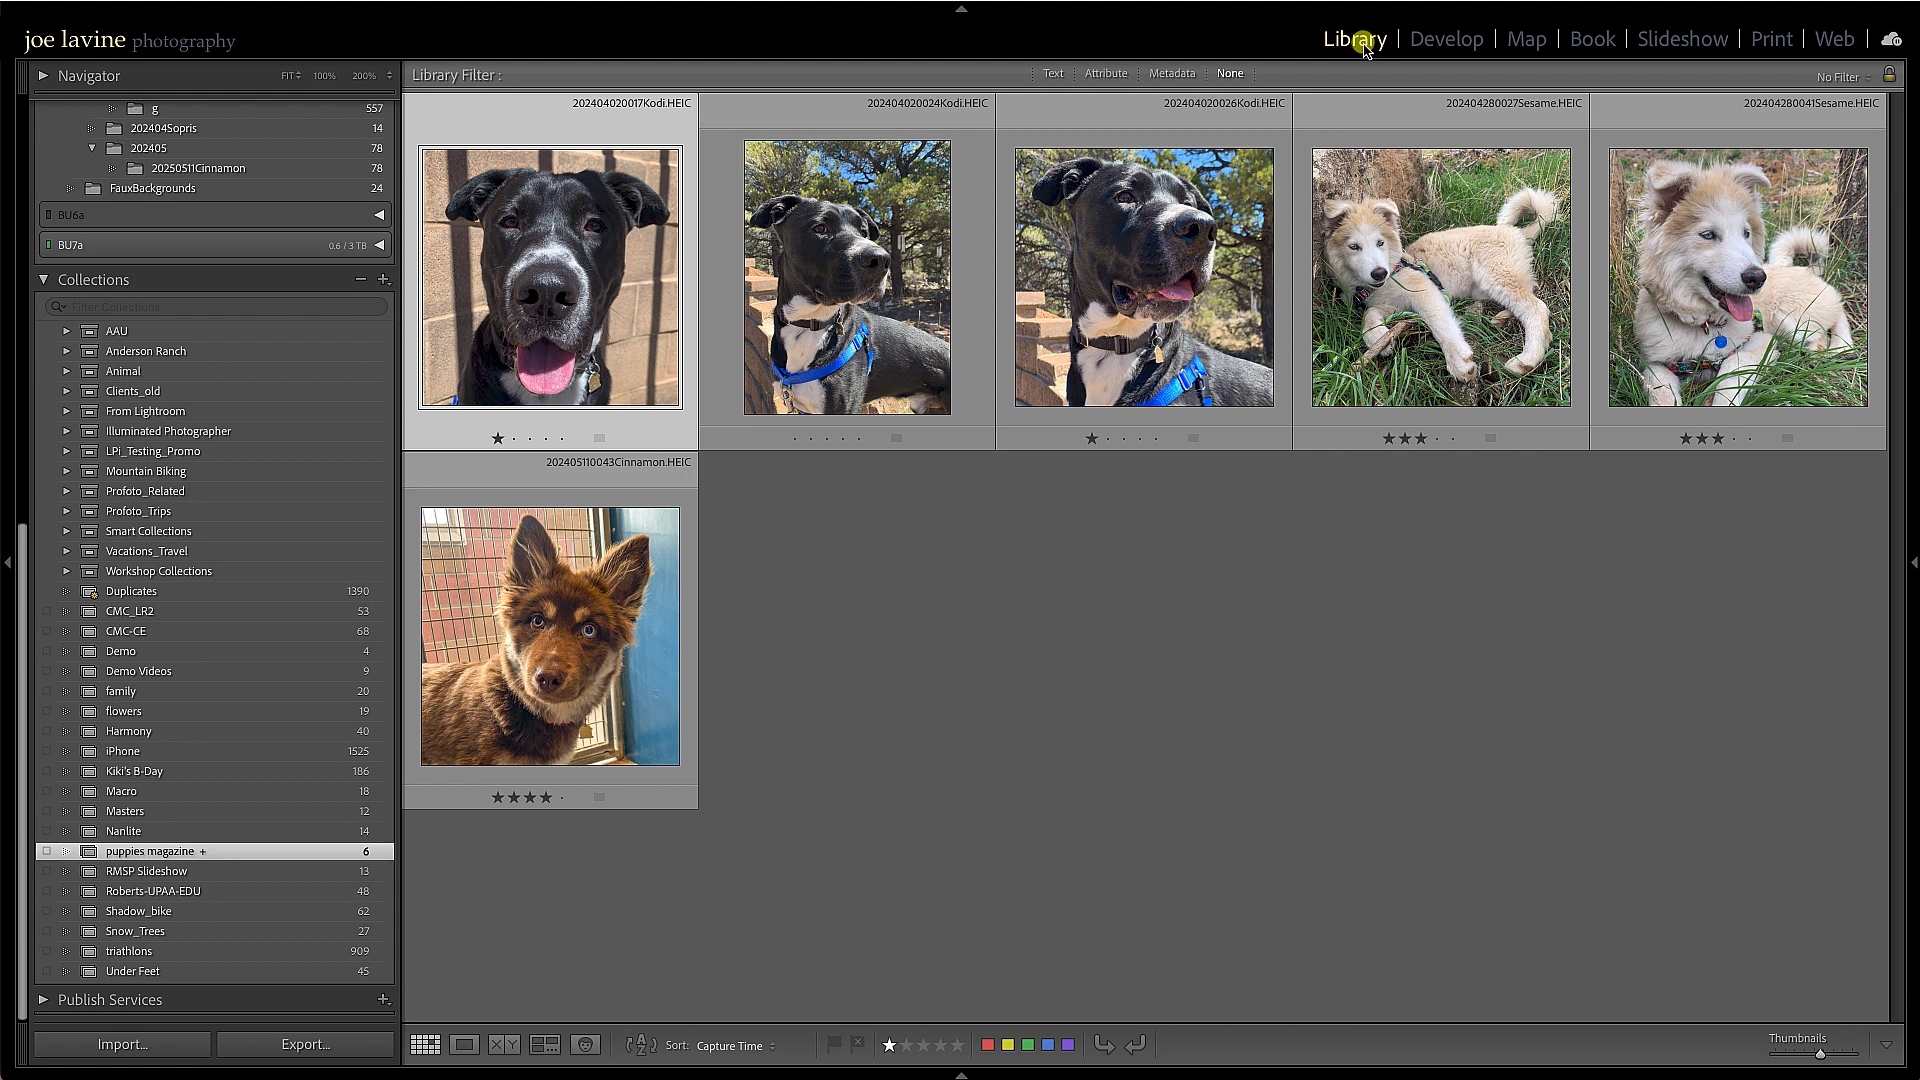 joe lavine photography
Library | Develop | Map | Book | Slideshow | Print | Web |
Navigator FIT 100% 200%
Library Filter : Text Attribute Metadata None No Filter
g 557
202404Sopris 14
202405 78
20250511Cinnamon 78
FauxBackgrounds 24
BU6a
BU7a 0.6 / 3 TB
Collections
Filter Collections
AAU
Anderson Ranch
Animal
Clients_old
From Lightroom
Illuminated Photographer
LPi_Testing_Promo
Mountain Biking
Profoto_Related
Profoto_Trips
Smart Collections
Vacations_Travel
Workshop Collections
Duplicates 1390
CMC_LR2 53
CMC-CE 68
Demo 4
Demo Videos 9
family 20
flowers 19
Harmony 40
iPhone 1525
Kiki's B-Day 186
Macro 18
Masters 12
Nanlite 14
puppies magazine + 6
RMSP Slideshow 13
Roberts-UPAA-EDU 48
Shadow_bike 62
Snow_Trees 27
triathlons 909
Under Feet 45
Publish Services
Import... Export...
202404020017Kodi.HEIC 202404020024Kodi.HEIC 202404020026Kodi.HEIC 202404280027Sesame.HEIC 202404280041Sesame.HEIC
202405110043Cinnamon.HEIC
XY
Sort: Capture Time
Thumbnails